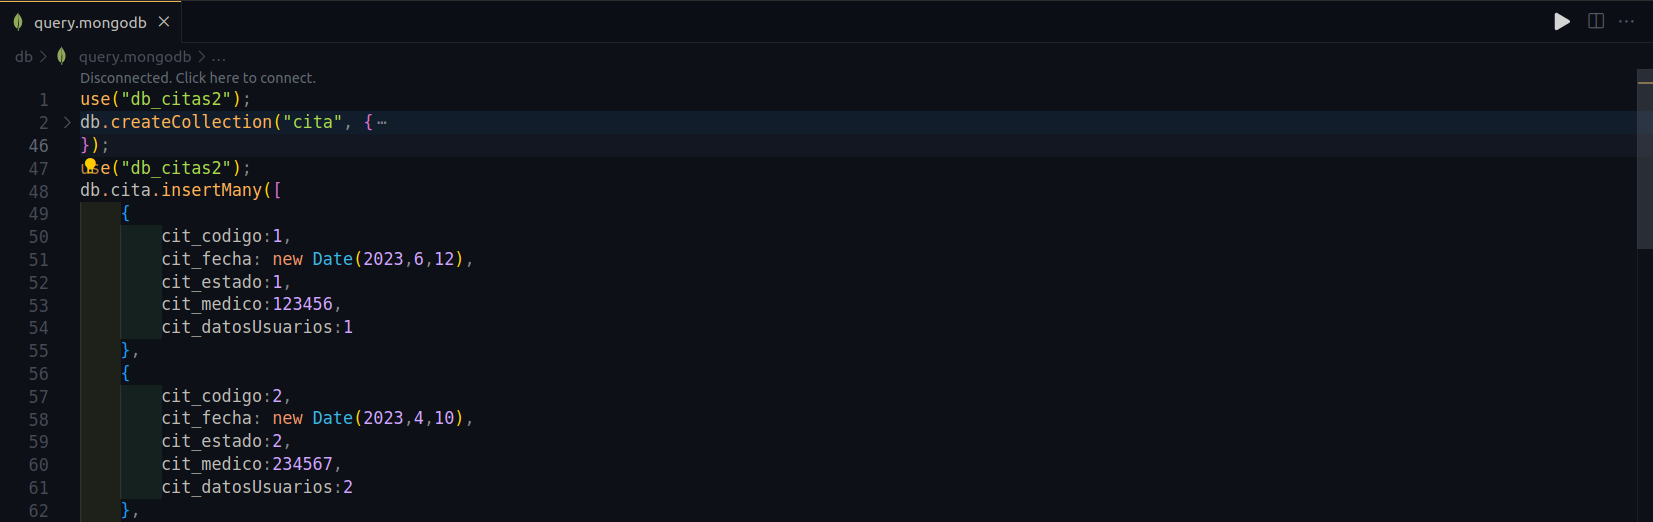 query.mongodb
db > query.mongodb > ...
Disconnected. Click here to connect.
1 use("db_citas2");
2 db.createCollection("cita", { ⋯
46 });
47 use("db_citas2");
48 db.cita.insertMany([
49 {
50 cit_codigo:1,
51 cit_fecha: new Date(2023,6,12),
52 cit_estado:1,
53 cit_medico:123456,
54 cit_datosUsuarios:1
55 },
56 {
57 cit_codigo:2,
58 cit_fecha: new Date(2023,4,10),
59 cit_estado:2,
60 cit_medico:234567,
61 cit_datosUsuarios:2
62 },